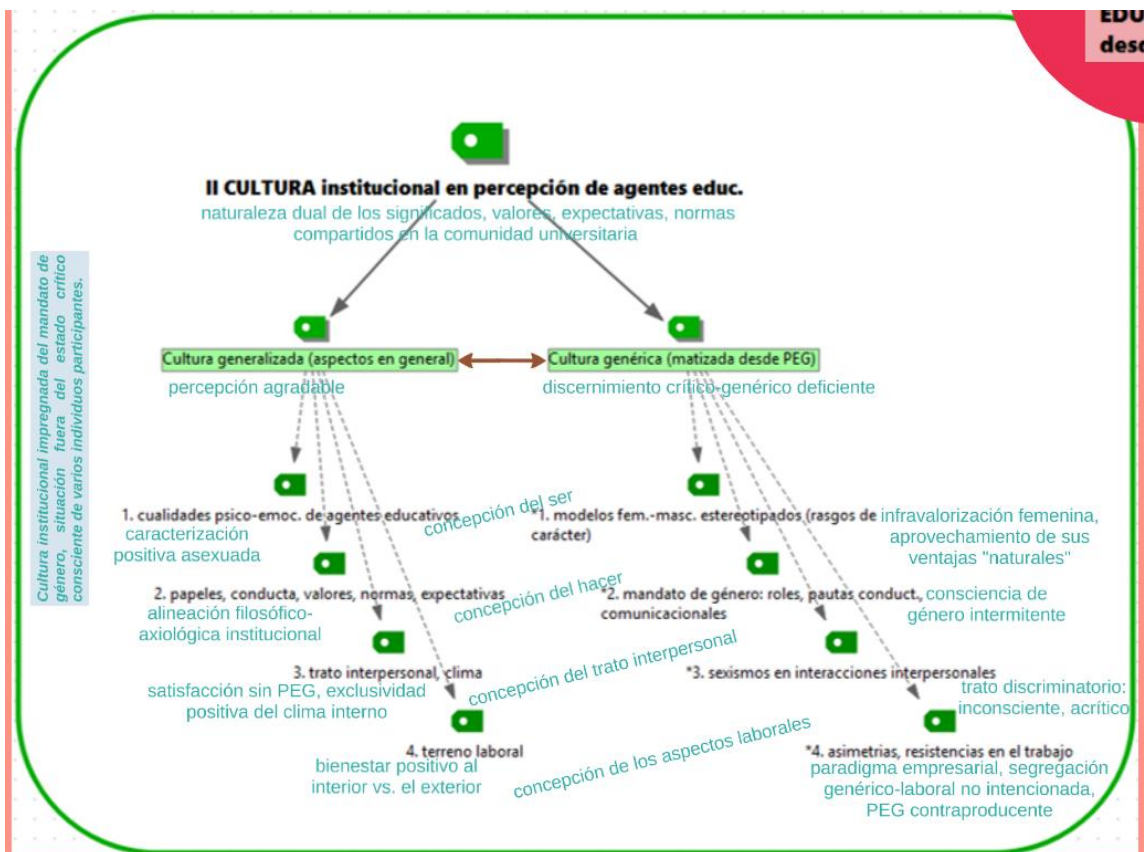 EDU
desc
II CULTURA institucional en percepción de agentes educ.
naturaleza dual de los significados, valores, expectativas, normas
compartidos en la comunidad universitaria
Cultura institucional impregnada del mandato de
género, situación fuera del estado crítico
consciente de varios individuos participantes.
Cultura generalizada (aspectos en general)
percepción agradable
Cultura genérica (matizada desde PEG)
discernimiento crítico-genérico deficiente
1. cualidades psico-emoc. de agentes educativos
caracterización
positiva asexuada
concepción del ser
*1. modelos fem.-masc. estereotipados (rasgos de
carácter)
infravalorización femenina,
aprovechamiento de sus
ventajas "naturales"
2. papeles, conducta, valores, normas, expectativas
alineación filosófico-
axiológica institucional
concepción del hacer
*2. mandato de género: roles, pautas conduct.,
comunicacionales
consciencia de
género intermitente
3. trato interpersonal, clima
satisfacción sin PEG, exclusividad
positiva del clima interno
concepción del trato interpersonal
*3. sexismos en interacciones interpersonales
trato discriminatorio:
inconsciente, acrítico
4. terreno laboral
bienestar positivo al
interior vs. el exterior
concepción de los aspectos laborales
*4. asimetrias, resistencias en el trabajo
paradigma empresarial, segregación
genérico-laboral no intencionada,
PEG contraproducente